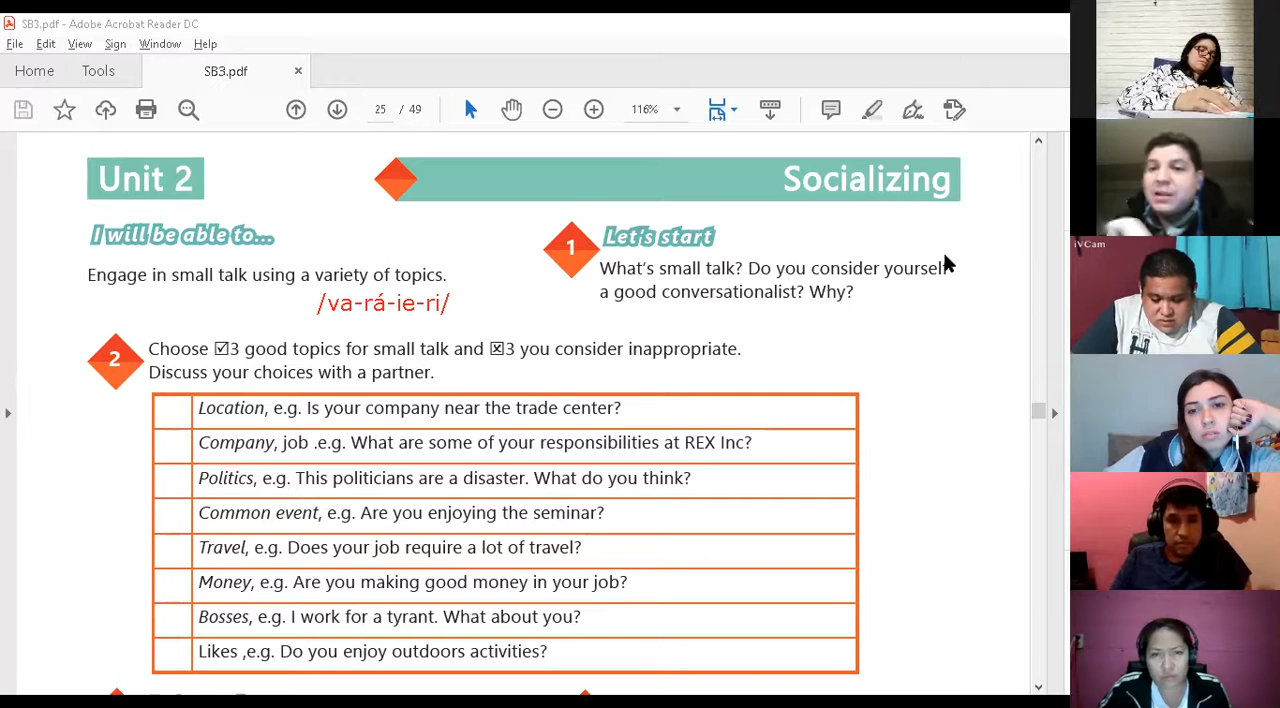 SB3.pdf - Adobe Acrobat Reader DC
File Edit View Sign Window Help
Home Tools SB3.pdf ×
25 / 49 116%
Unit 2 Socializing
I will be able to...
Engage in small talk using a variety of topics.
/va-rá-ie-ri/
1 Let's start
What's small talk? Do you consider yourself
a good conversationalist? Why?
2 Choose ☑3 good topics for small talk and ☒3 you consider inappropriate.
Discuss your choices with a partner.
Location, e.g. Is your company near the trade center?
Company, job .e.g. What are some of your responsibilities at REX Inc?
Politics, e.g. This politicians are a disaster. What do you think?
Common event, e.g. Are you enjoying the seminar?
Travel, e.g. Does your job require a lot of travel?
Money, e.g. Are you making good money in your job?
Bosses, e.g. I work for a tyrant. What about you?
Likes ,e.g. Do you enjoy outdoors activities?
iVCam